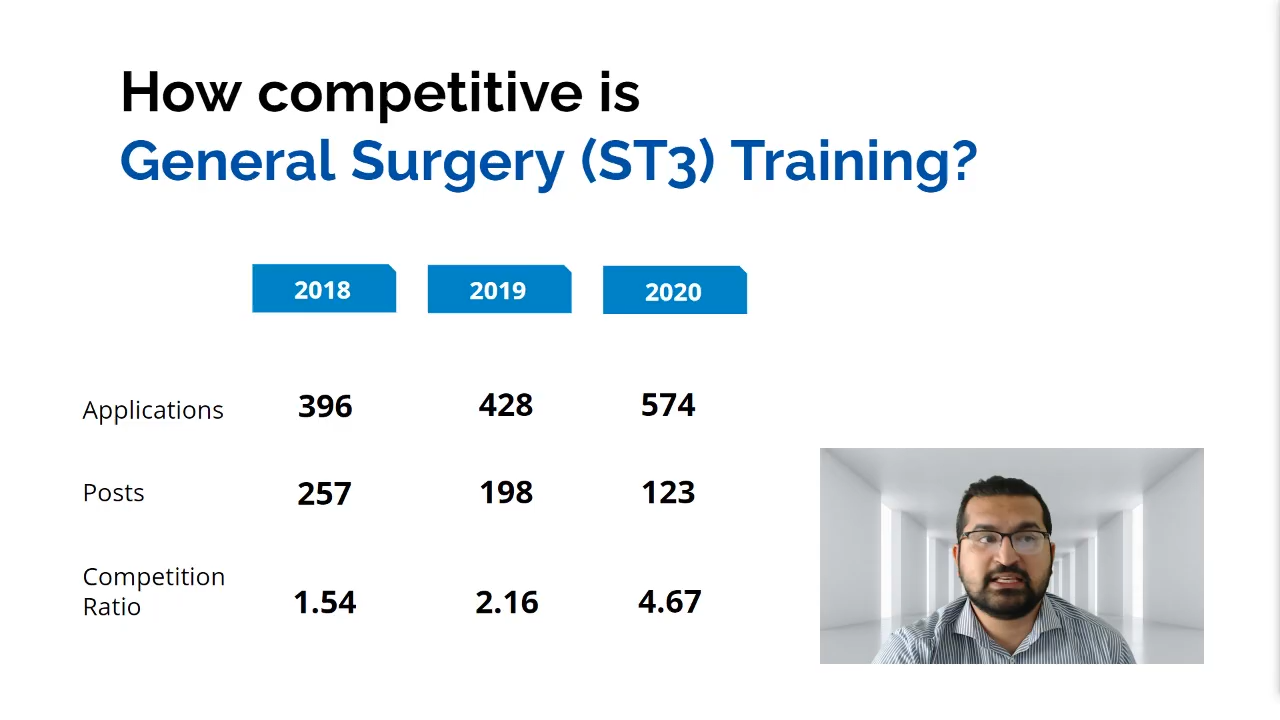 How competitive is
General Surgery (ST3) Training?
2018 2019 2020
Applications 396 428 574
Posts 257 198 123
Competition
Ratio 1.54 2.16 4.67